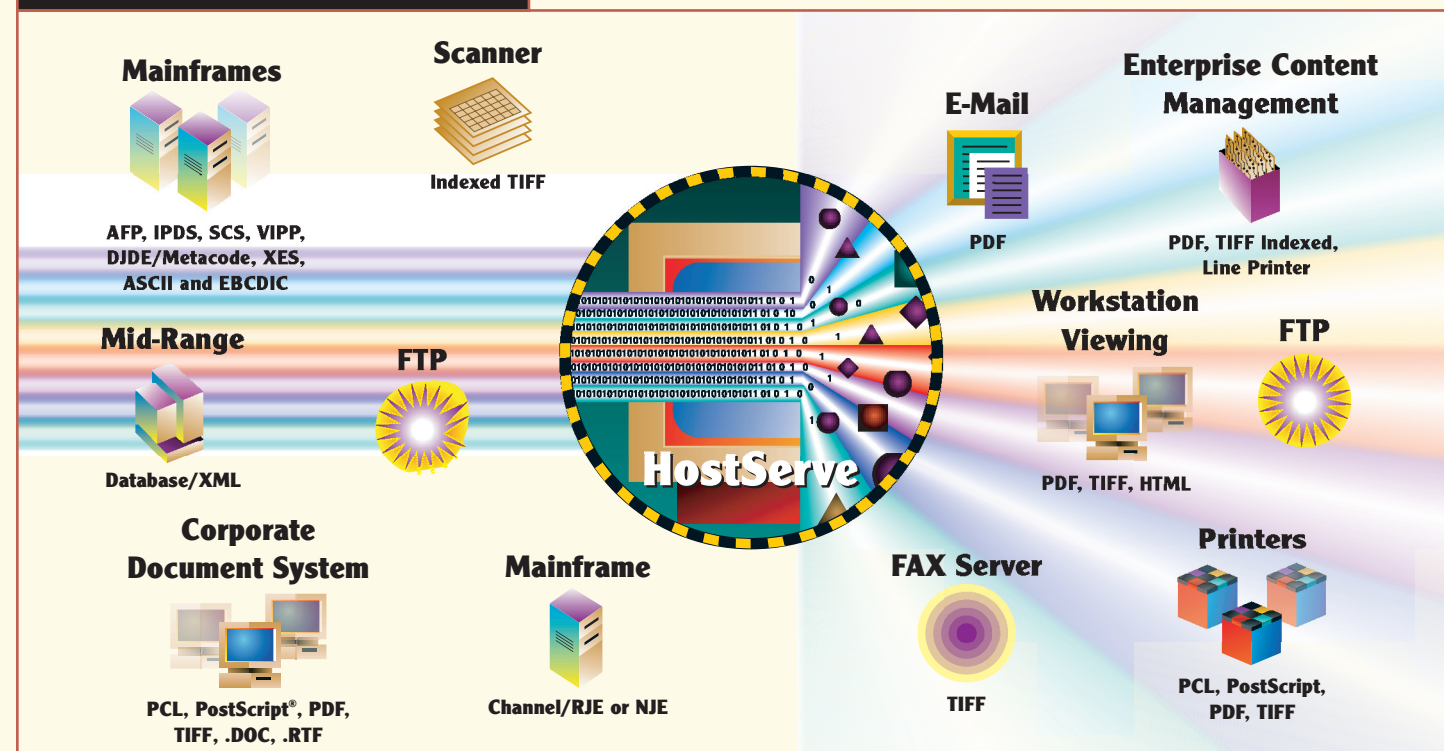 Mainframes
AFP, IPDS, SCS, VIPP,
DJDE/Metacode, XES,
ASCII and EBCDIC
Scanner
Indexed TIFF
Mid-Range
Database/XML
FTP
Corporate
Document System
PCL, PostScript®, PDF,
TIFF, .DOC, .RTF
Mainframe
Channel/RJE or NJE
HostServe
E-Mail
PDF
Enterprise Content
Management
PDF, TIFF Indexed,
Line Printer
Workstation
Viewing
PDF, TIFF, HTML
FTP
FAX Server
TIFF
Printers
PCL, PostScript,
PDF, TIFF